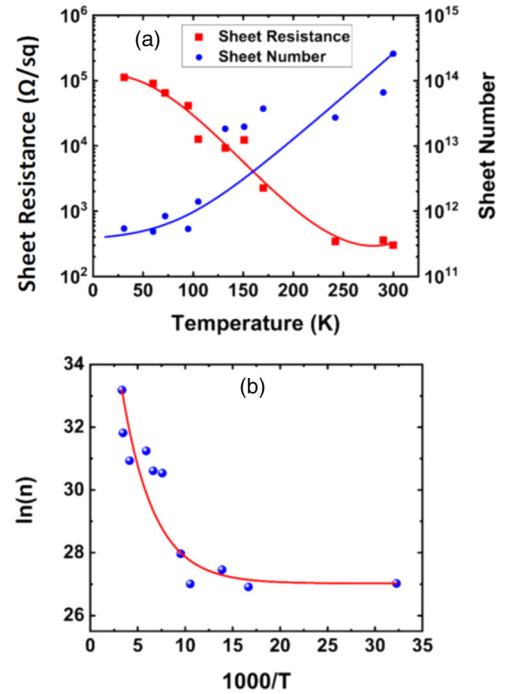 (a)
Sheet Resistance
Sheet Number
10^6
10^5
10^4
10^3
10^2
Sheet Resistance (Ω/sq)
10^15
10^14
10^13
10^12
10^11
Sheet Number
0 50 100 150 200 250 300 350
Temperature (K)
(b)
34
32
30
28
26
ln(n)
0 5 10 15 20 25 30 35
1000/T